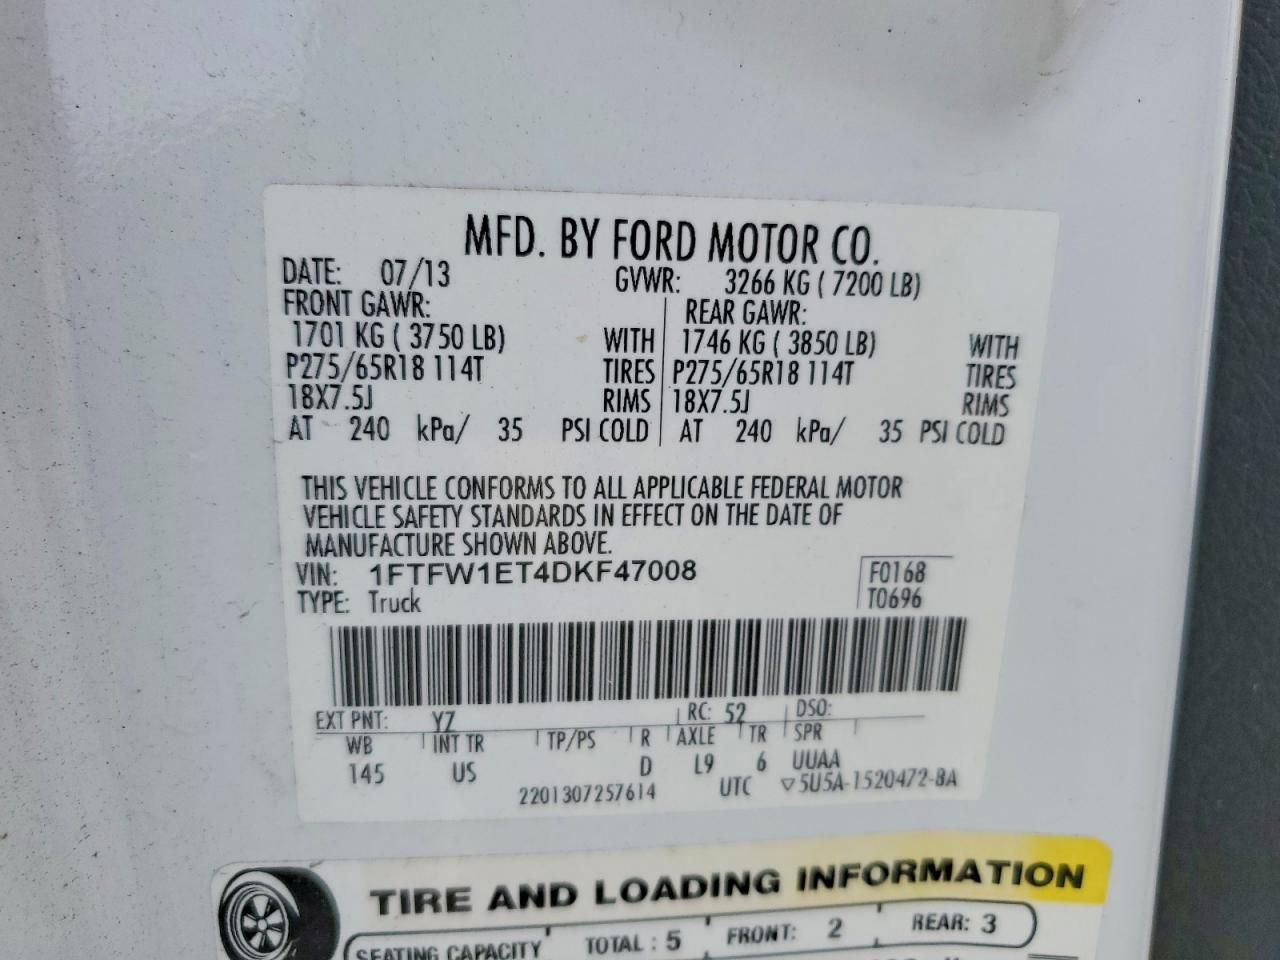 MFD. BY FORD MOTOR CO.
DATE: 07/13 GVWR: 3266 KG ( 7200 LB)
FRONT GAWR: REAR GAWR:
1701 KG ( 3750 LB) WITH 1746 KG ( 3850 LB) WITH
P275/65R18 114T TIRES P275/65R18 114T TIRES
18X7.5J RIMS 18X7.5J RIMS
AT 240 kPa/ 35 PSI COLD AT 240 kPa/ 35 PSI COLD
THIS VEHICLE CONFORMS TO ALL APPLICABLE FEDERAL MOTOR
VEHICLE SAFETY STANDARDS IN EFFECT ON THE DATE OF
MANUFACTURE SHOWN ABOVE.
VIN: 1FTFW1ET4DKF47008 F0168
TYPE: Truck T0696
EXT PNT: YZ RC: 52 DSO:
WB INT TR TP/PS R AXLE TR SPR
145 US D L9 6 UUAA
2201307257614 UTC ▽5U5A-1520472-BA
TIRE AND LOADING INFORMATION
SEATING CAPACITY TOTAL : 5 FRONT: 2 REAR: 3